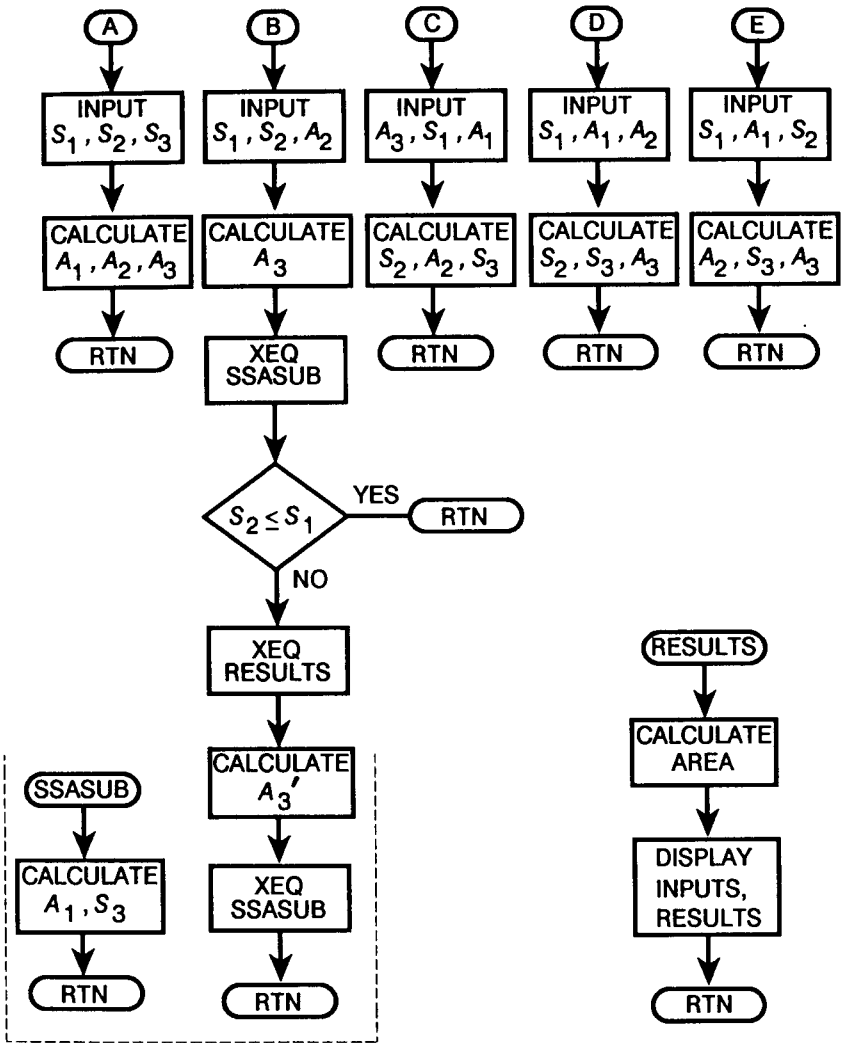 A
INPUT
S1, S2, S3
CALCULATE
A1, A2, A3
RTN
B
INPUT
S1, S2, A2
CALCULATE
A3
XEQ
SSASUB
S2 ≤ S1
YES
RTN
NO
XEQ
RESULTS
CALCULATE
A3′
XEQ
SSASUB
RTN
C
INPUT
A3, S1, A1
CALCULATE
S2, A2, S3
RTN
D
INPUT
S1, A1, A2
CALCULATE
S2, S3, A3
RTN
E
INPUT
S1, A1, S2
CALCULATE
A2, S3, A3
RTN
SSASUB
CALCULATE
A1, S3
RTN
RESULTS
CALCULATE
AREA
DISPLAY
INPUTS,
RESULTS
RTN